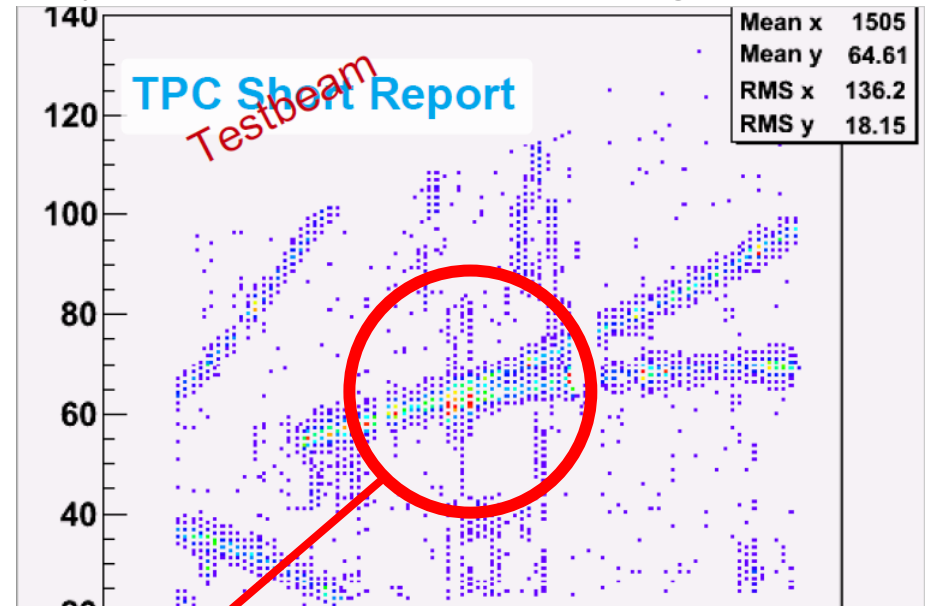 140
Mean x 1505
Mean y 64.61
RMS x 136.2
RMS y 18.15
TPC Short Report
Testbeam
120
100
80
60
40